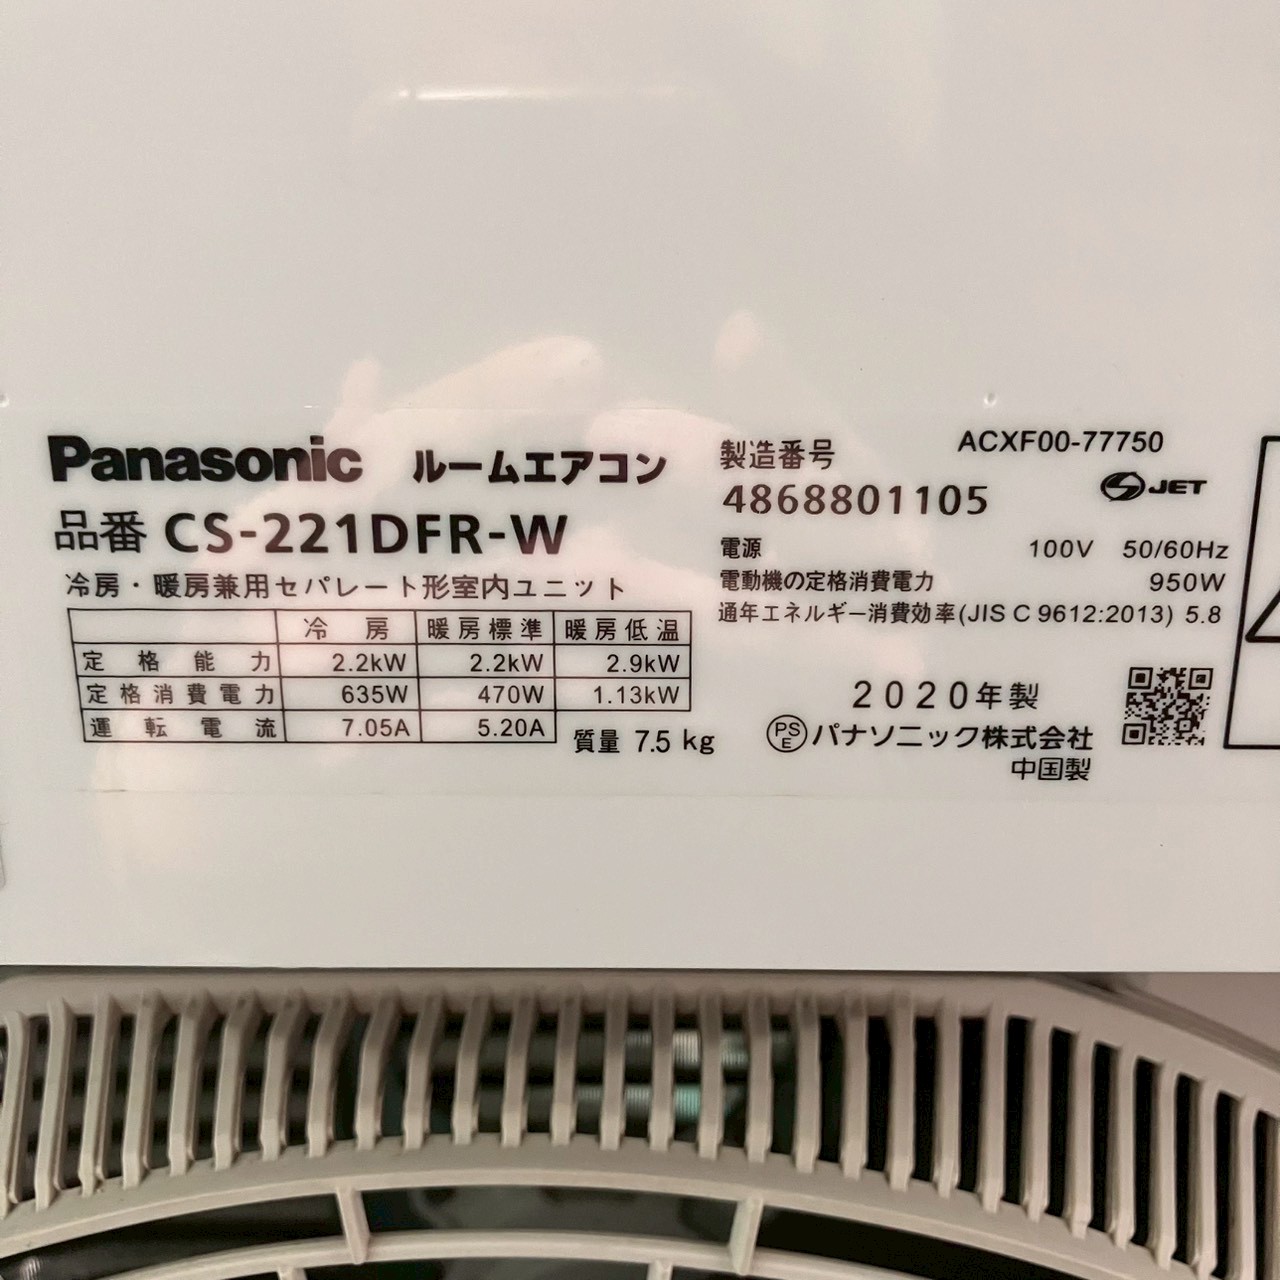 Panasonic ルームエアコン
品番 CS-221DFR-W
冷房・暖房兼用セパレート形室内ユニット
冷房 暖房標準 暖房低温
定格能力 2.2kW 2.2kW 2.9kW
定格消費電力 635W 470W 1.13kW
運転電流 7.05A 5.20A
質量 7.5 kg
製造番号 ACXF00-77750
4868801105 JET
電源 100V 50/60Hz
電動機の定格消費電力 950W
通年エネルギー消費効率(JIS C 9612:2013) 5.8
2020年製
PSE パナソニック株式会社
中国製